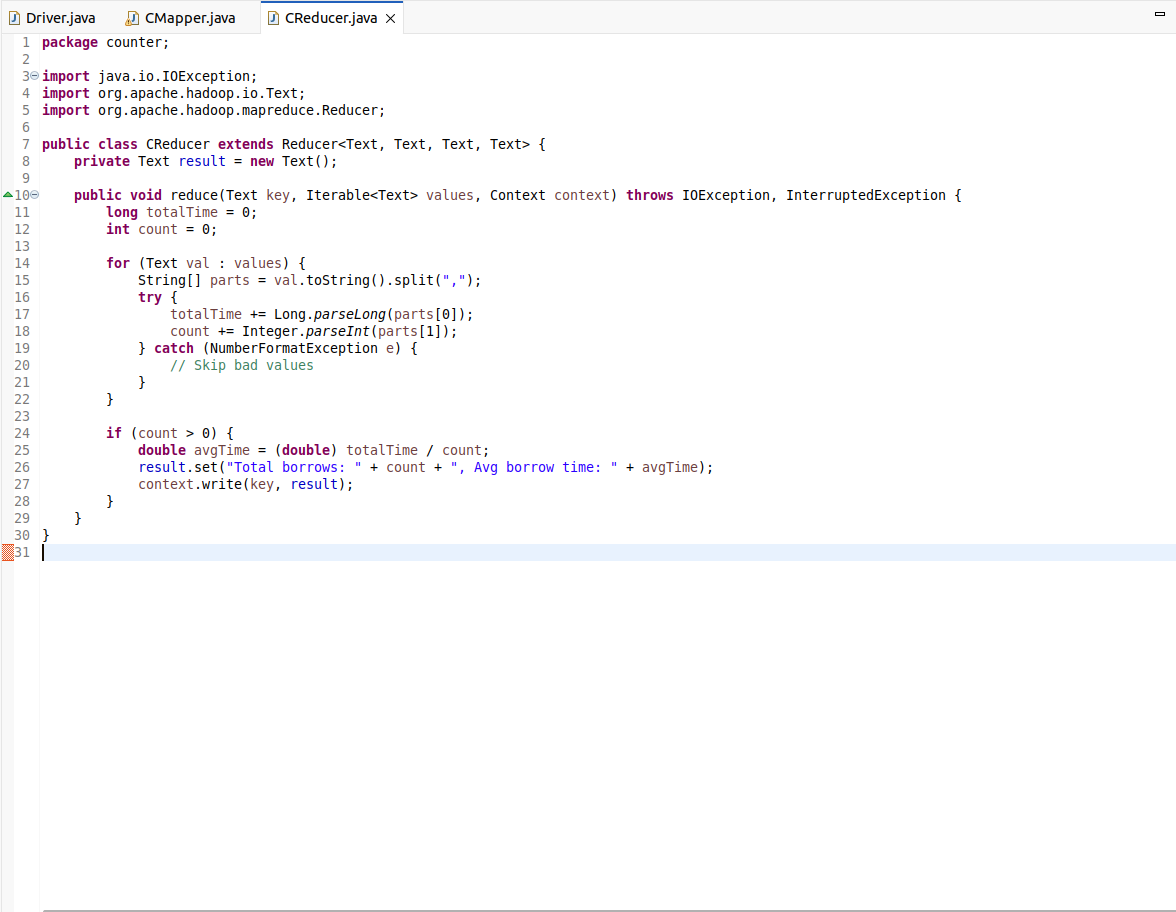 Driver.java CMapper.java CReducer.java
1 package counter;
2
3 import java.io.IOException;
4 import org.apache.hadoop.io.Text;
5 import org.apache.hadoop.mapreduce.Reducer;
6
7 public class CReducer extends Reducer<Text, Text, Text, Text> {
8     private Text result = new Text();
9
10     public void reduce(Text key, Iterable<Text> values, Context context) throws IOException, InterruptedException {
11         long totalTime = 0;
12         int count = 0;
13
14         for (Text val : values) {
15             String[] parts = val.toString().split(",");
16             try {
17                 totalTime += Long.parseLong(parts[0]);
18                 count += Integer.parseInt(parts[1]);
19             } catch (NumberFormatException e) {
20                 // Skip bad values
21             }
22         }
23
24         if (count > 0) {
25             double avgTime = (double) totalTime / count;
26             result.set("Total borrows: " + count + ", Avg borrow time: " + avgTime);
27             context.write(key, result);
28         }
29     }
30 }
31